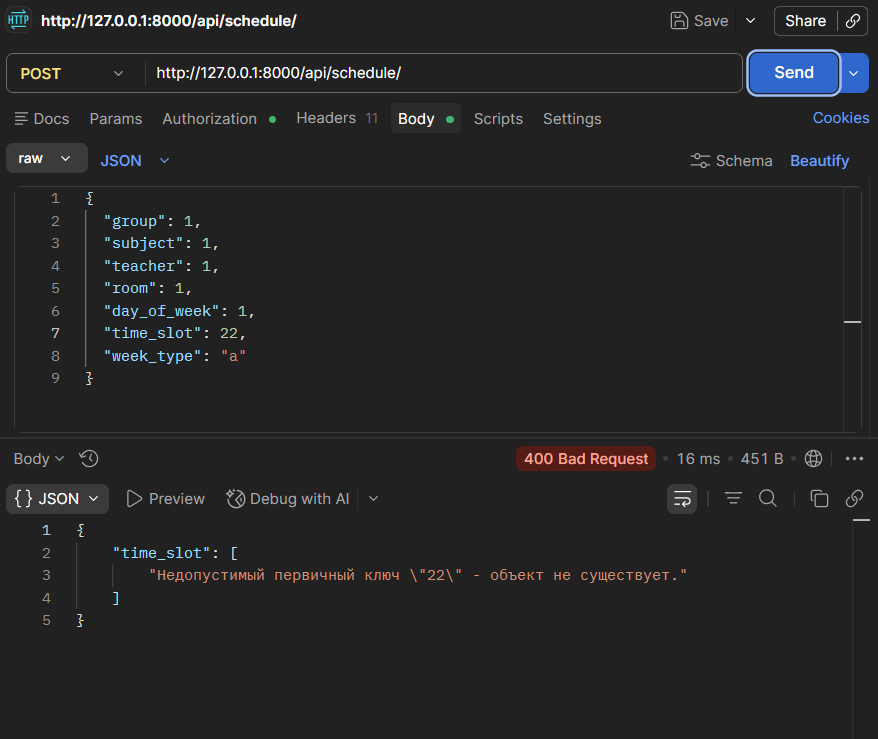 HTTP http://127.0.0.1:8000/api/schedule/ Save Share
POST http://127.0.0.1:8000/api/schedule/ Send
Docs Params Authorization Headers 11 Body Scripts Settings Cookies
raw JSON Schema Beautify
1 {
2 "group": 1,
3 "subject": 1,
4 "teacher": 1,
5 "room": 1,
6 "day_of_week": 1,
7 "time_slot": 22,
8 "week_type": "a"
9 }
Body 400 Bad Request • 16 ms • 451 B •
{} JSON Preview Debug with AI
1 {
2 "time_slot": [
3 "Недопустимый первичный ключ \"22\" - объект не существует."
4 ]
5 }